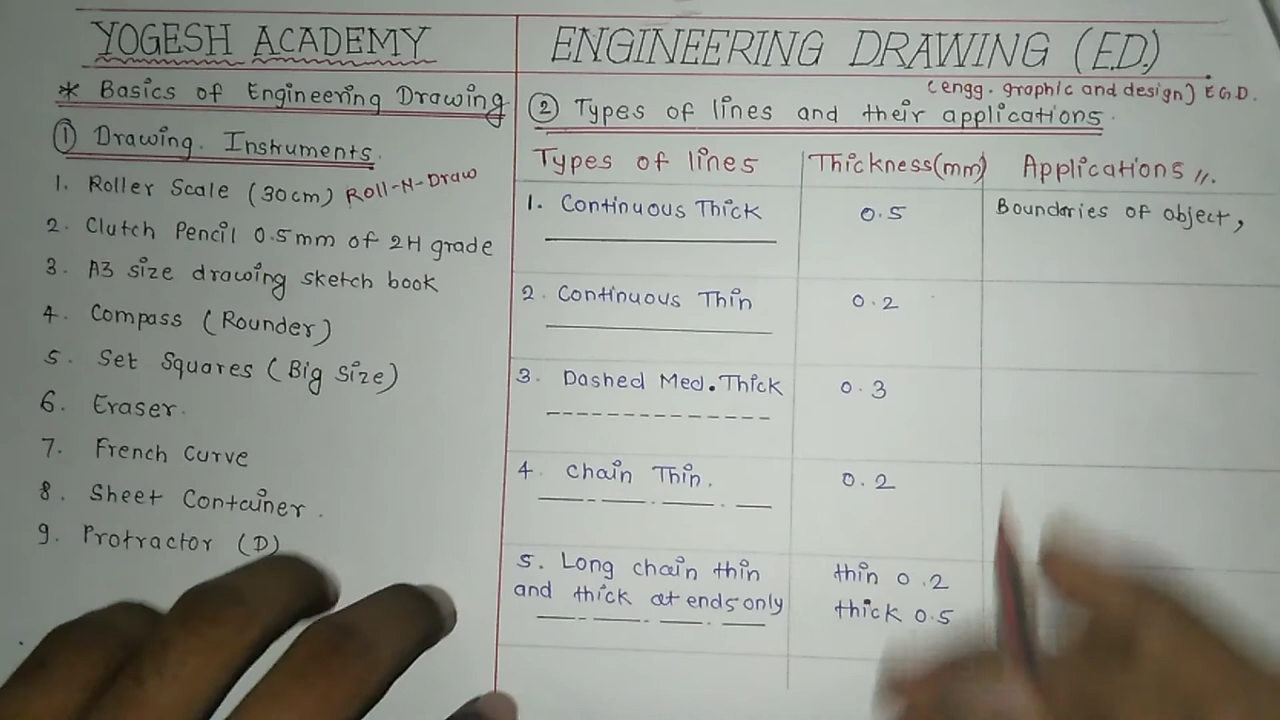 YOGESH ACADEMY
ENGINEERING DRAWING (E.D.)
(engg. graphic and design) EGD.
* Basics of Engineering Drawing
① Drawing Instruments.
1. Roller Scale (30cm) Roll-N-Draw
2. Clutch Pencil 0.5mm of 2H grade
3. A3 size drawing sketch book
4. Compass (Rounder)
5. Set Squares (Big Size)
6. Eraser.
7. French Curve
8. Sheet Container.
9. Protractor (D)
② Types of lines and their applications.
Types of lines Thickness(mm) Applications //.
1. Continuous Thick 0.5 Boundaries of object,
2. Continuous Thin 0.2
3. Dashed Med. Thick 0.3
4. Chain Thin. 0.2
5. Long chain thin thin 0.2
and thick at ends only thick 0.5